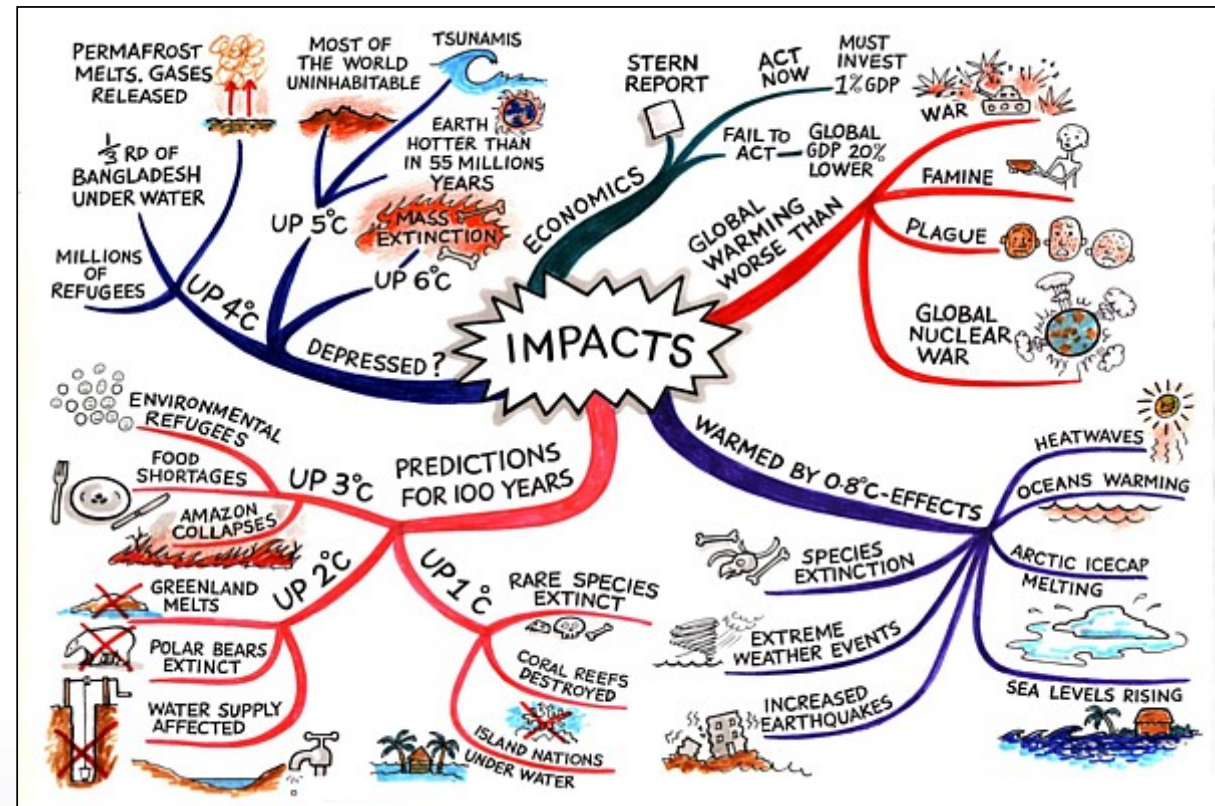 IMPACTS
ECONOMICS
STERN
REPORT
ACT
NOW
MUST
INVEST
1% GDP
FAIL TO
ACT
GLOBAL
GDP 20%
LOWER
GLOBAL
WARMING
WORSE THAN
WAR
FAMINE
PLAGUE
GLOBAL
NUCLEAR
WAR
WARMED BY 0.8°C-EFFECTS
HEATWAVES
OCEANS WARMING
ARCTIC ICECAP
MELTING
SEA LEVELS RISING
SPECIES
EXTINCTION
EXTREME
WEATHER EVENTS
INCREASED
EARTHQUAKES
PREDICTIONS
FOR 100 YEARS
UP 1°C
RARE SPECIES
EXTINCT
CORAL REEFS
DESTROYED
ISLAND NATIONS
UNDER WATER
UP 2°C
GREENLAND
MELTS
POLAR BEARS
EXTINCT
WATER SUPPLY
AFFECTED
UP 3°C
ENVIRONMENTAL
REFUGEES
FOOD
SHORTAGES
AMAZON
COLLAPSES
DEPRESSED?
UP 4°C
MILLIONS
OF
REFUGEES
1/3 RD OF
BANGLADESH
UNDER WATER
PERMAFROST
MELTS. GASES
RELEASED
UP 5°C
MOST OF
THE WORLD
UNINHABITABLE
TSUNAMIS
EARTH
HOTTER THAN
IN 55 MILLIONS
YEARS
UP 6°C
MASS
EXTINCTION